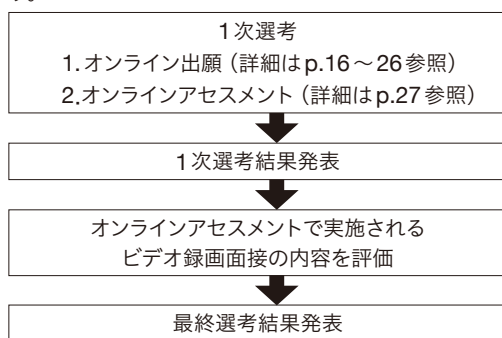 1次選考
1.オンライン出願（詳細はp.16～26参照）
2.オンラインアセスメント（詳細はp.27参照）
1次選考結果発表
オンラインアセスメントで実施される
ビデオ録画面接の内容を評価
最終選考結果発表